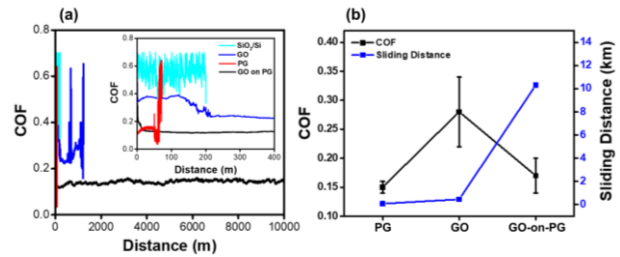 (a)
COF
0.8
0.6
0.4
0.2
0.0
0
2000
4000
6000
8000
10000
Distance (m)
COF
0.8
0.6
0.4
0.2
0.0
0
100
200
300
400
Distance (m)
SiO2/Si
GO
PG
GO on PG
(b)
COF
0.40
0.35
0.30
0.25
0.20
0.15
0.10
PG
GO
GO-on-PG
COF
Sliding Distance
14
12
10
8
6
4
2
0
Sliding Distance (km)